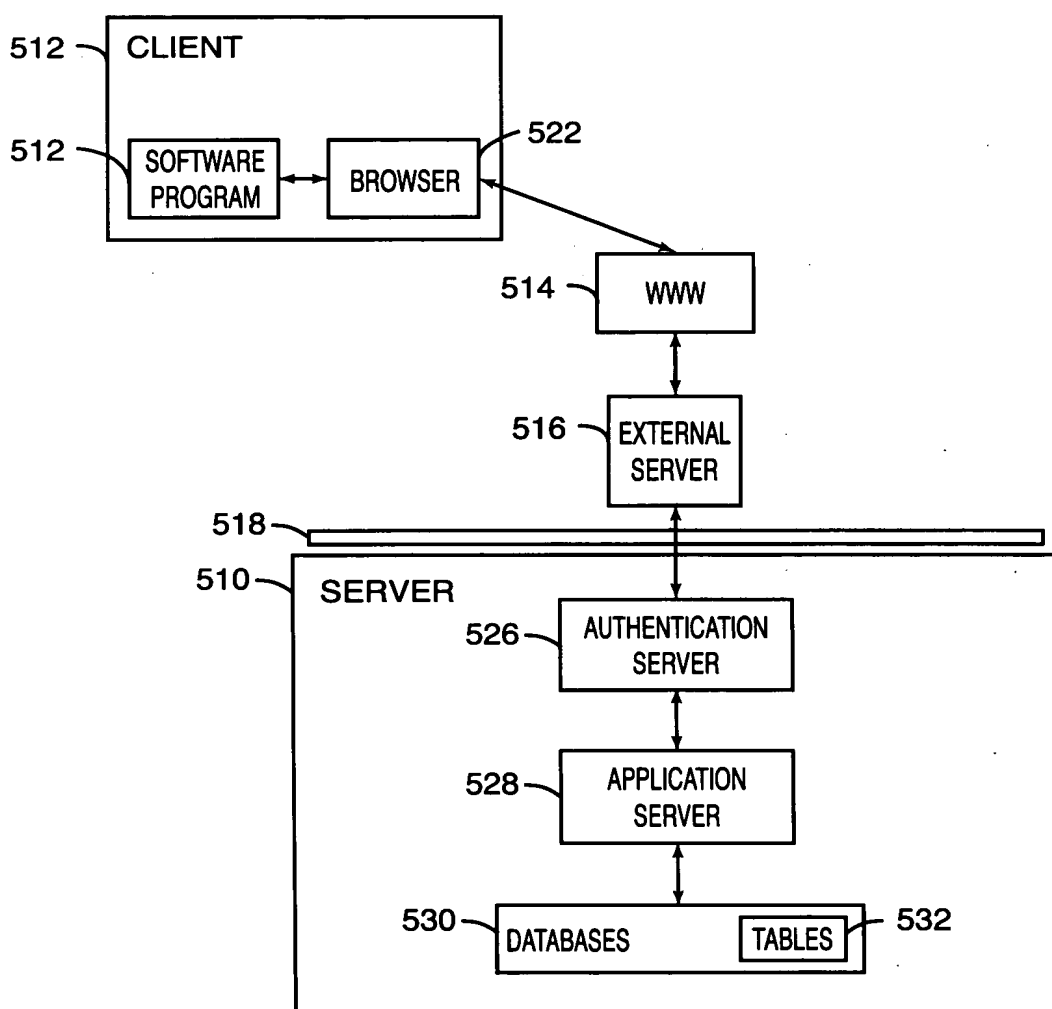 512
CLIENT
512
SOFTWARE
PROGRAM
BROWSER
522
514
WWW
516
EXTERNAL
SERVER
518
510
SERVER
526
AUTHENTICATION
SERVER
528
APPLICATION
SERVER
530
DATABASES
TABLES
532